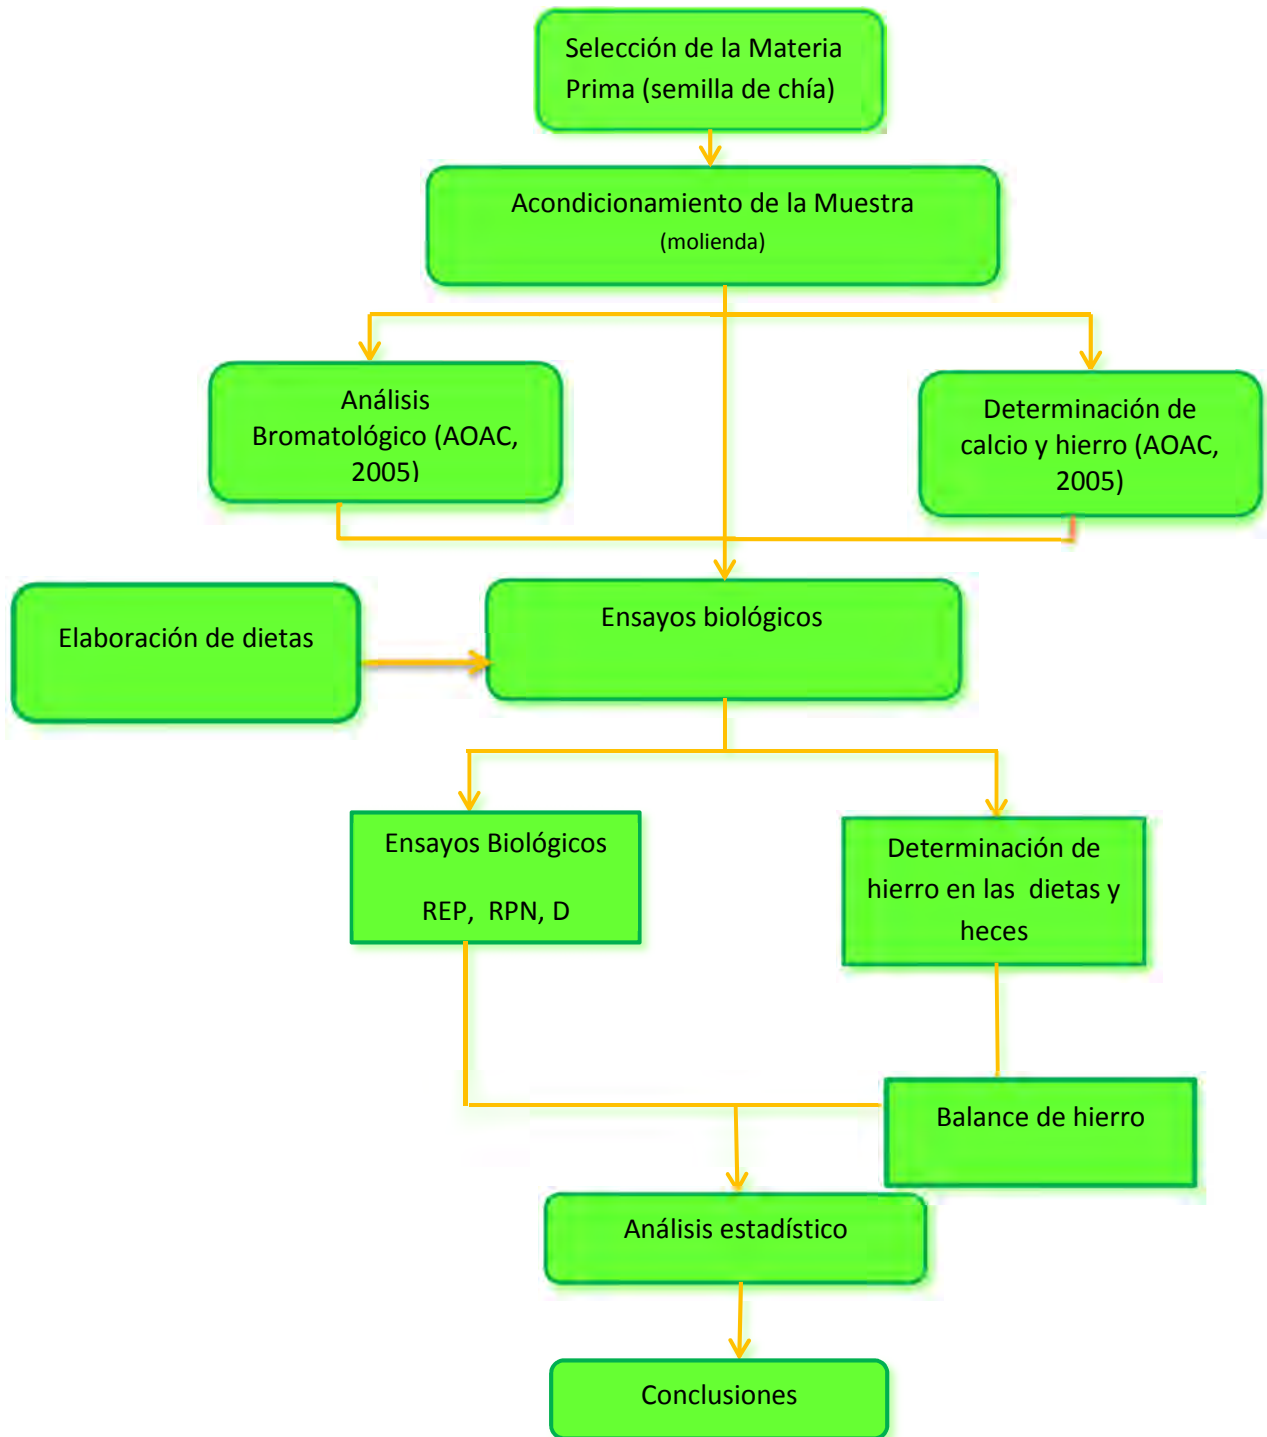 Selección de la Materia
Prima (semilla de chía)
Acondicionamiento de la Muestra
(molienda)
Análisis
Bromatológico (AOAC,
2005)
Determinación de
calcio y hierro (AOAC,
2005)
Elaboración de dietas
Ensayos biológicos
Ensayos Biológicos
REP, RPN, D
Determinación de
hierro en las dietas y
heces
Balance de hierro
Análisis estadístico
Conclusiones